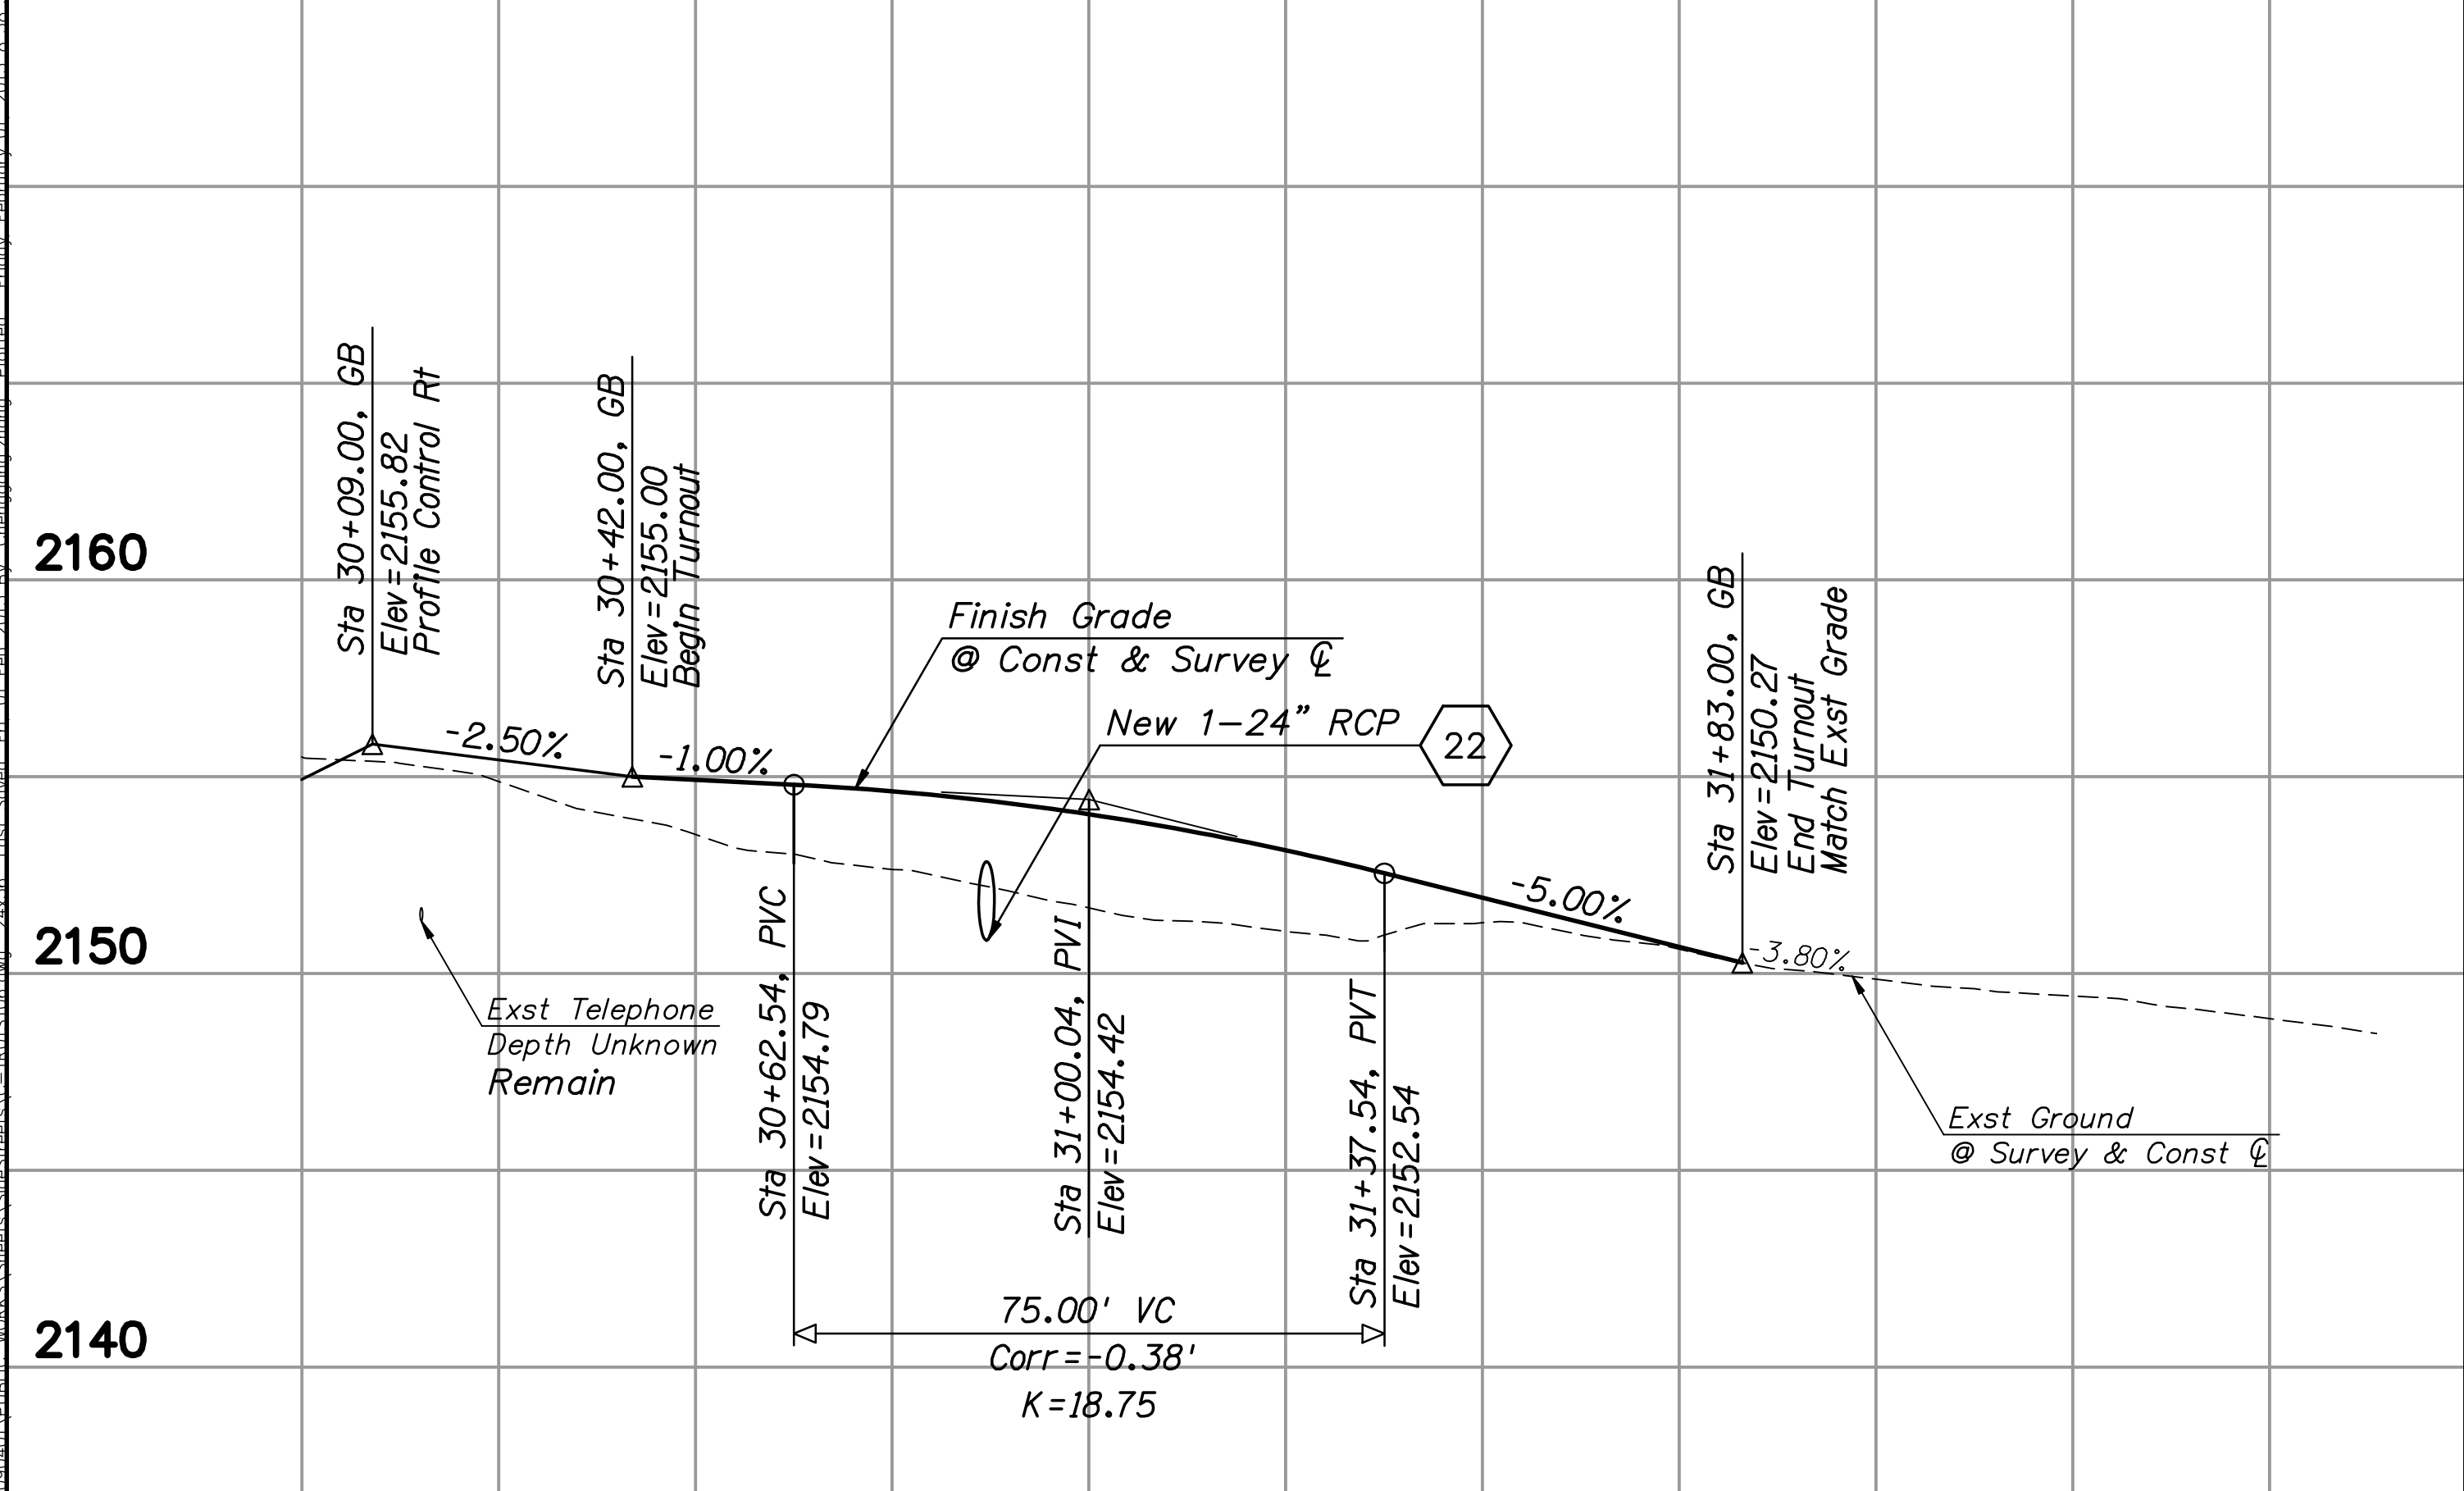 2160
2150
2140
Sta 30+09.00, GB
Elev=2155.82
Profile Control Rt
Sta 30+42.00, GB
Elev=2155.00
Begin Turnout
-2.50%
-1.00%
Finish Grade
@ Const & Survey ℄
New 1-24" RCP
22
Sta 31+83.00, GB
Elev=2150.27
End Turnout
Match Exst Grade
-5.00%
-3.80%
Exst Telephone
Depth Unknown
Remain
Sta 30+62.54, PVC
Elev=2154.79
Sta 31+00.04, PVI
Elev=2154.42
Sta 31+37.54, PVT
Elev=2152.54
Exst Ground
@ Survey & Const ℄
75.00' VC
Corr=-0.38'
K=18.75